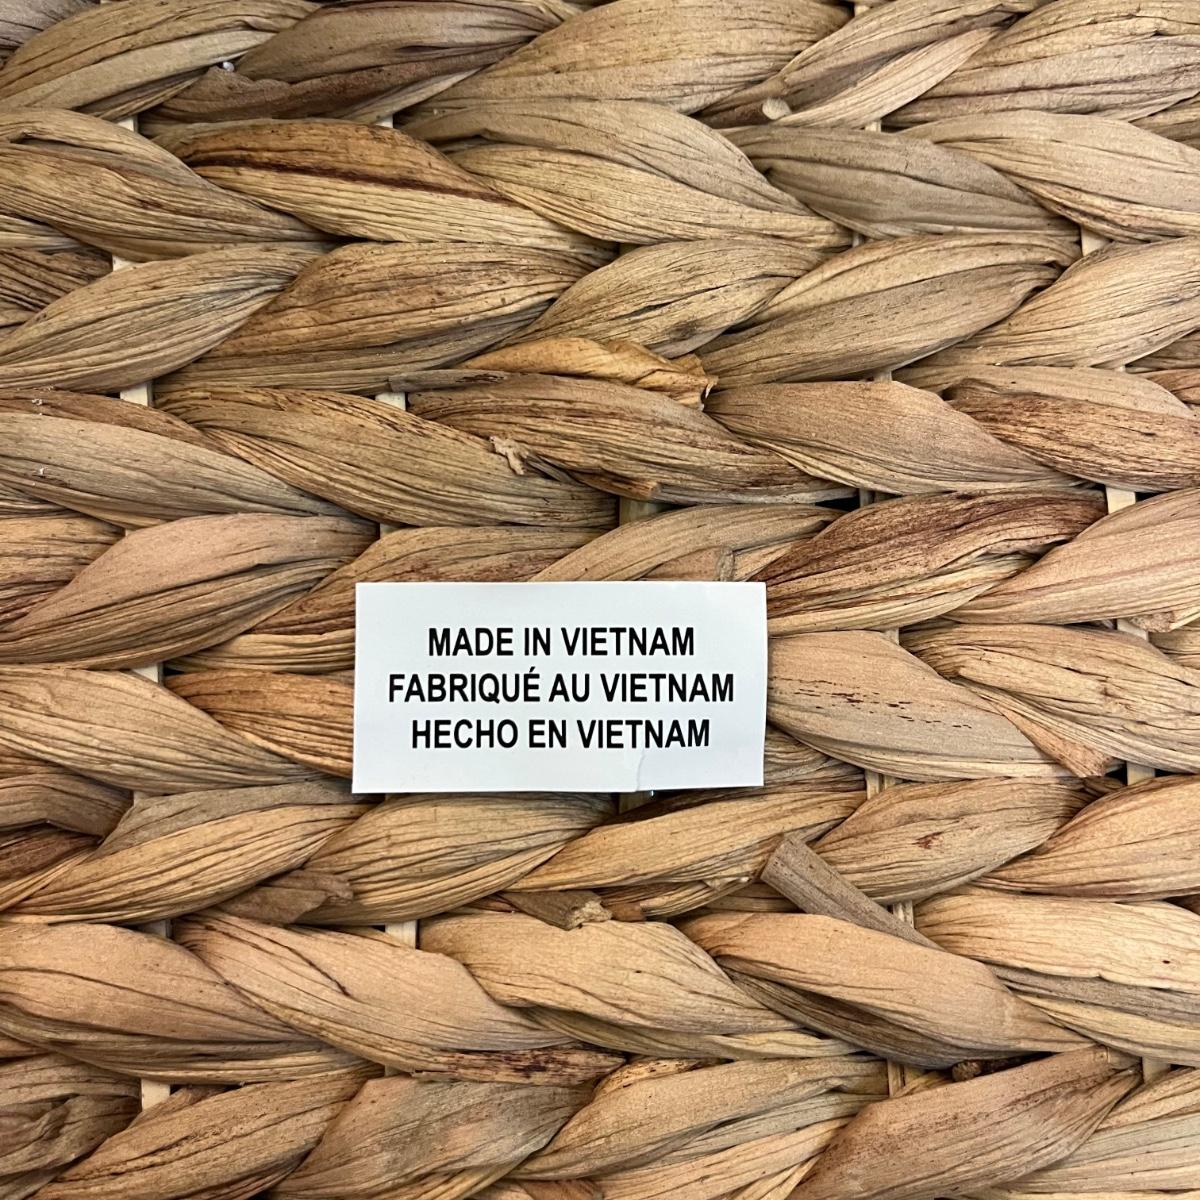 MADE IN VIETNAM
FABRIQUÉ AU VIETNAM
HECHO EN VIETNAM